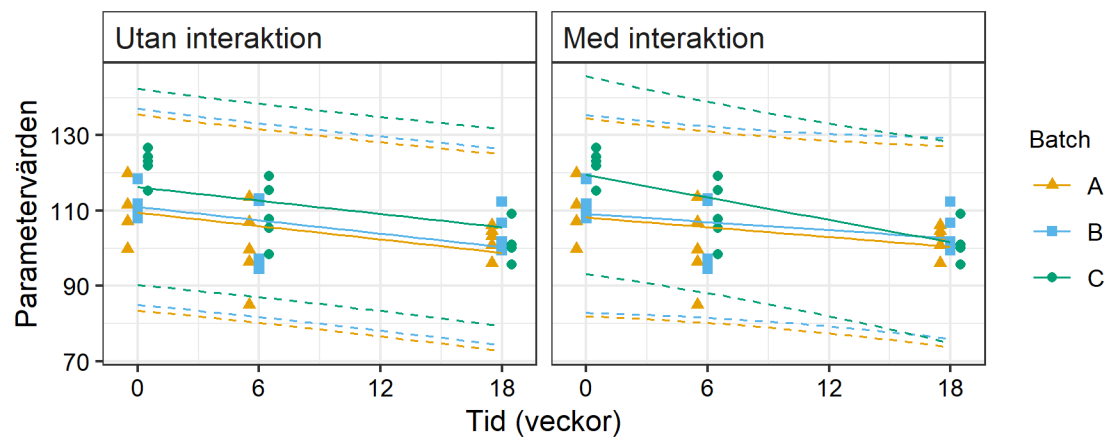 Utan interaktion
Med interaktion
Parametervärden
130
110
90
70
0 6 12 18
0 6 12 18
Tid (veckor)
Batch
A
B
C